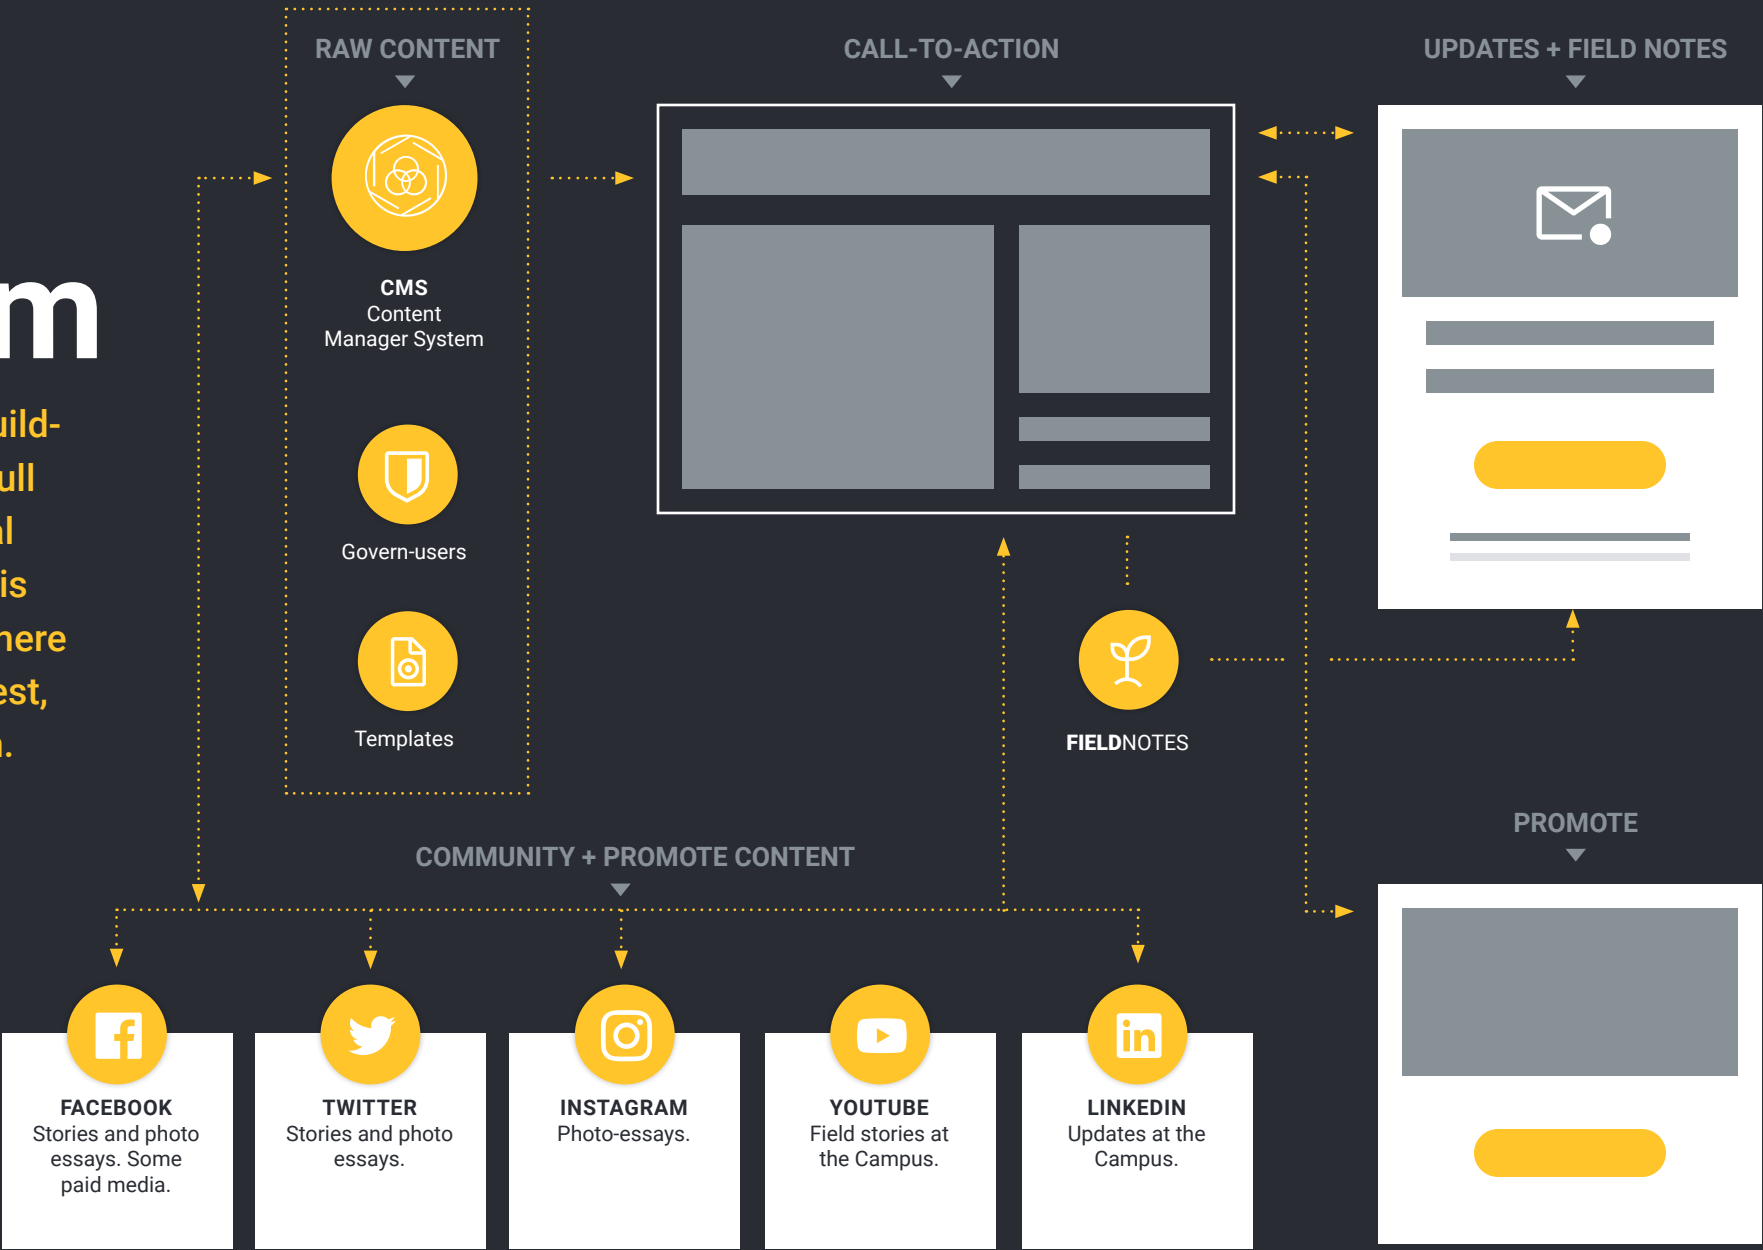 RAW CONTENT
CALL-TO-ACTION
UPDATES + FIELD NOTES
CMS
Content
Manager System
Govern-users
Templates
m
uild-
ull
al
is
here
est,
.
FIELDNOTES
PROMOTE
COMMUNITY + PROMOTE CONTENT
FACEBOOK
Stories and photo
essays. Some
paid media.
TWITTER
Stories and photo
essays.
INSTAGRAM
Photo-essays.
YOUTUBE
Field stories at
the Campus.
LINKEDIN
Updates at the
Campus.